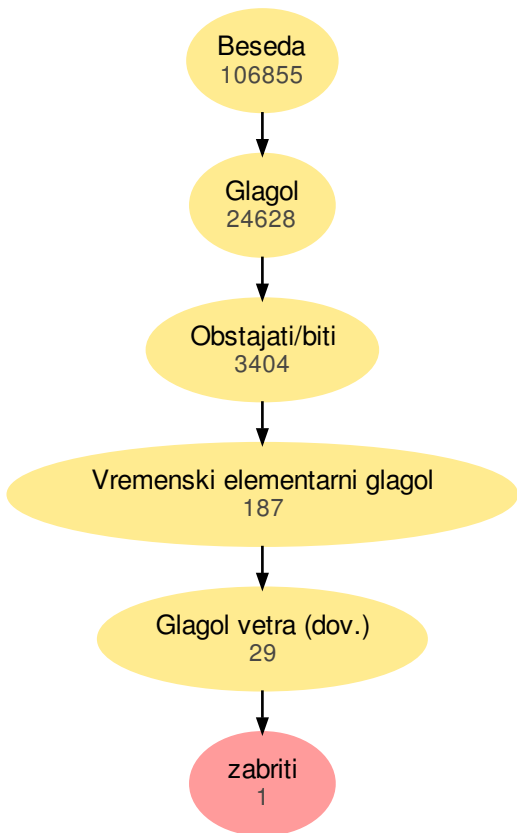 Beseda
106855
Glagol
24628
Obstajati/biti
3404
Vremenski elementarni glagol
187
Glagol vetra (dov.)
29
zabriti
1